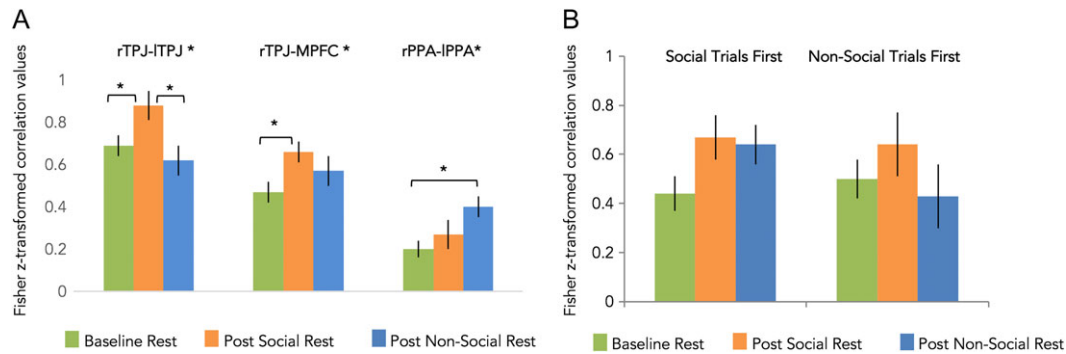 A
rTPJ-lTPJ * rTPJ-MPFC * rPPA-lPPA*
Fisher z-transformed correlation values
1
0.8
0.6
0.4
0.2
0
* *
*
*
Baseline Rest Post Social Rest Post Non-Social Rest
B
Social Trials First Non-Social Trials First
Fisher z-transformed correlation values
1
0.8
0.6
0.4
0.2
0
Baseline Rest Post Social Rest Post Non-Social Rest